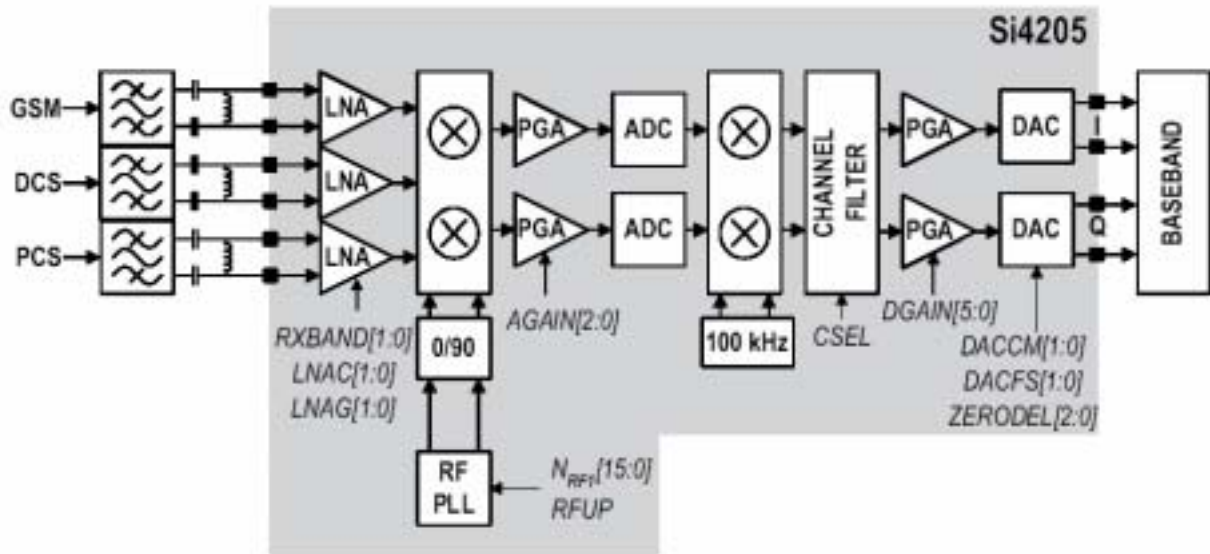 Si4205
GSM
DCS
PCS
LNA
LNA
LNA
PGA
PGA
ADC
ADC
CHANNEL
FILTER
PGA
PGA
DAC
DAC
I
Q
BASEBAND
RXBAND[1:0]
LNAC[1:0]
LNAG[1:0]
0/90
AGAIN[2:0]
100 kHz
CSEL
DGAIN[5:0]
DACCM[1:0]
DACFS[1:0]
ZERODEL[2:0]
RF
PLL
NRF1[15:0]
RFUP